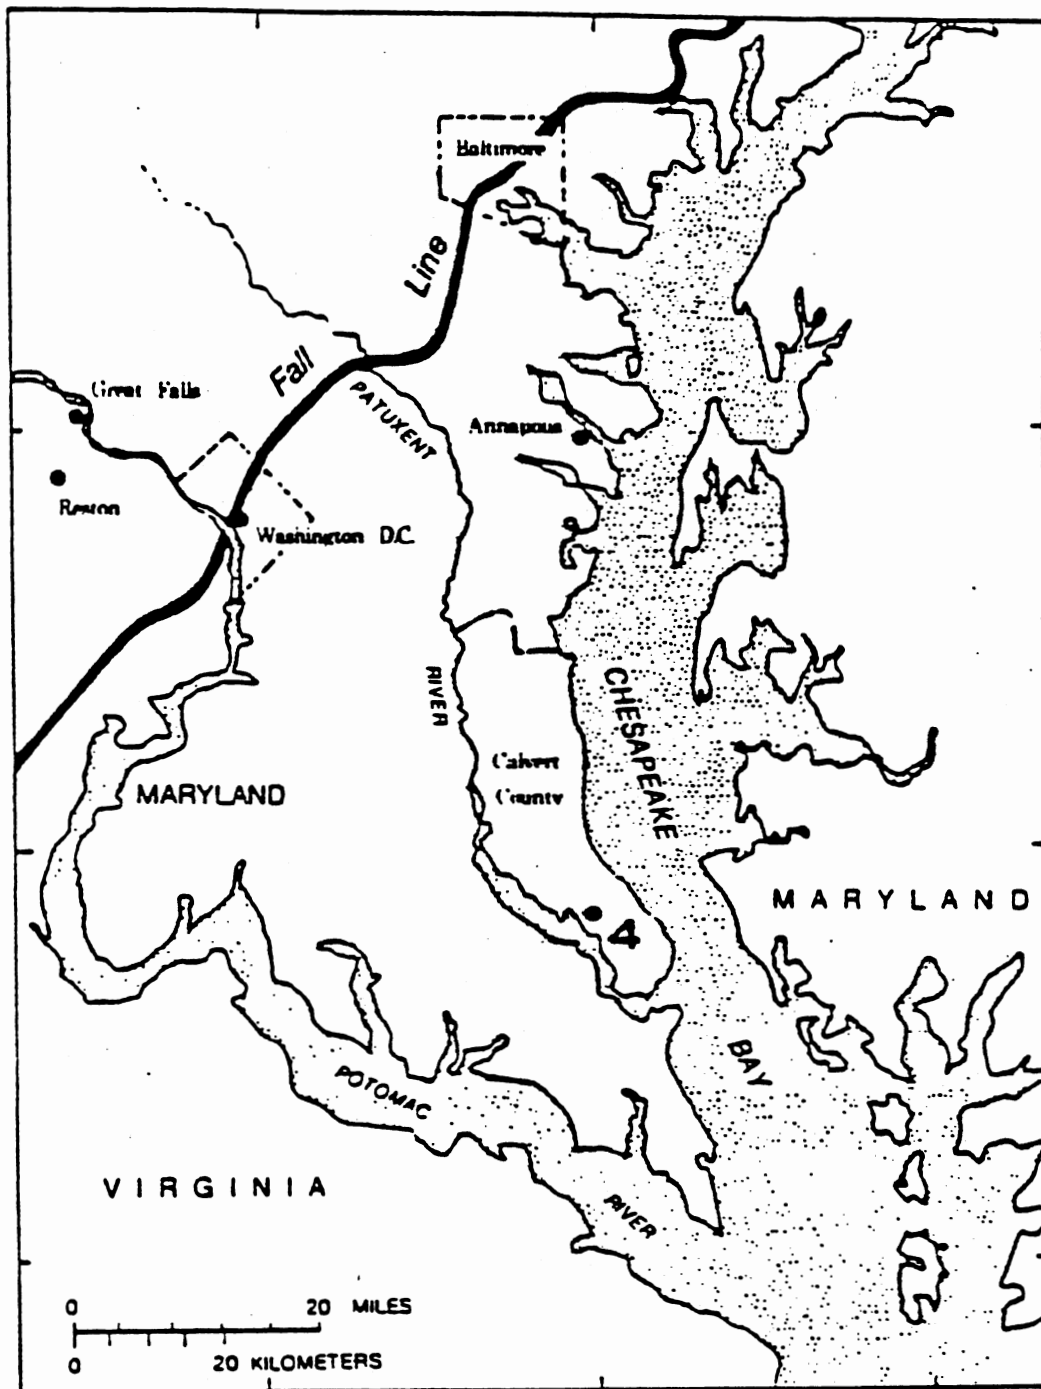 Baltimore
Line
Fall
Great Falls
PATUXENT
Annapolis
Reston
Washington D.C.
RIVER
CHESAPEAKE
Calvert
County
MARYLAND
MARYLAND
4
BAY
POTOMAC
VIRGINIA
RIVER
0 20 MILES
0 20 KILOMETERS